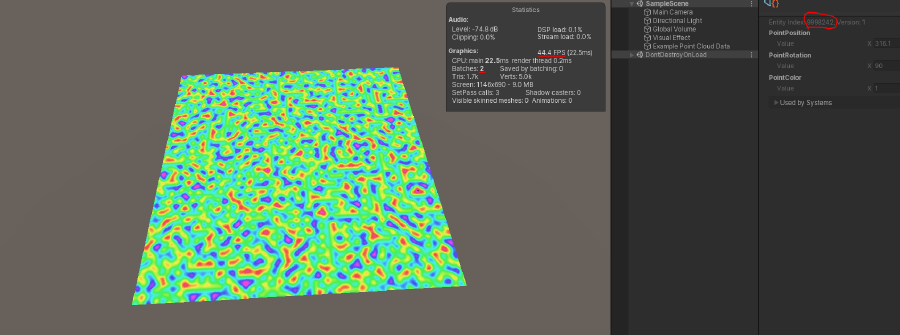 Statistics
Audio:
Level: -74.8 dB DSP load: 0.1%
Clipping: 0.0% Stream load: 0.0%
Graphics: 44.4 FPS (22.5ms)
CPU: main 22.5ms render thread 0.2ms
Batches: 2 Saved by batching: 0
Tris: 1.7k Verts: 5.0k
Screen: 1146x690 - 9.0 MB
SetPass calls: 3 Shadow casters: 0
Visible skinned meshes: 0 Animations: 0
SampleScene
Main Camera
Directional Light
Global Volume
Visual Effect
Example Point Cloud Data
DontDestroyOnLoad
{}
Entity Index: Version: 1
PointPosition
Value X 316.1
PointRotation
Value X 90
PointColor
Value X 1
Used by Systems